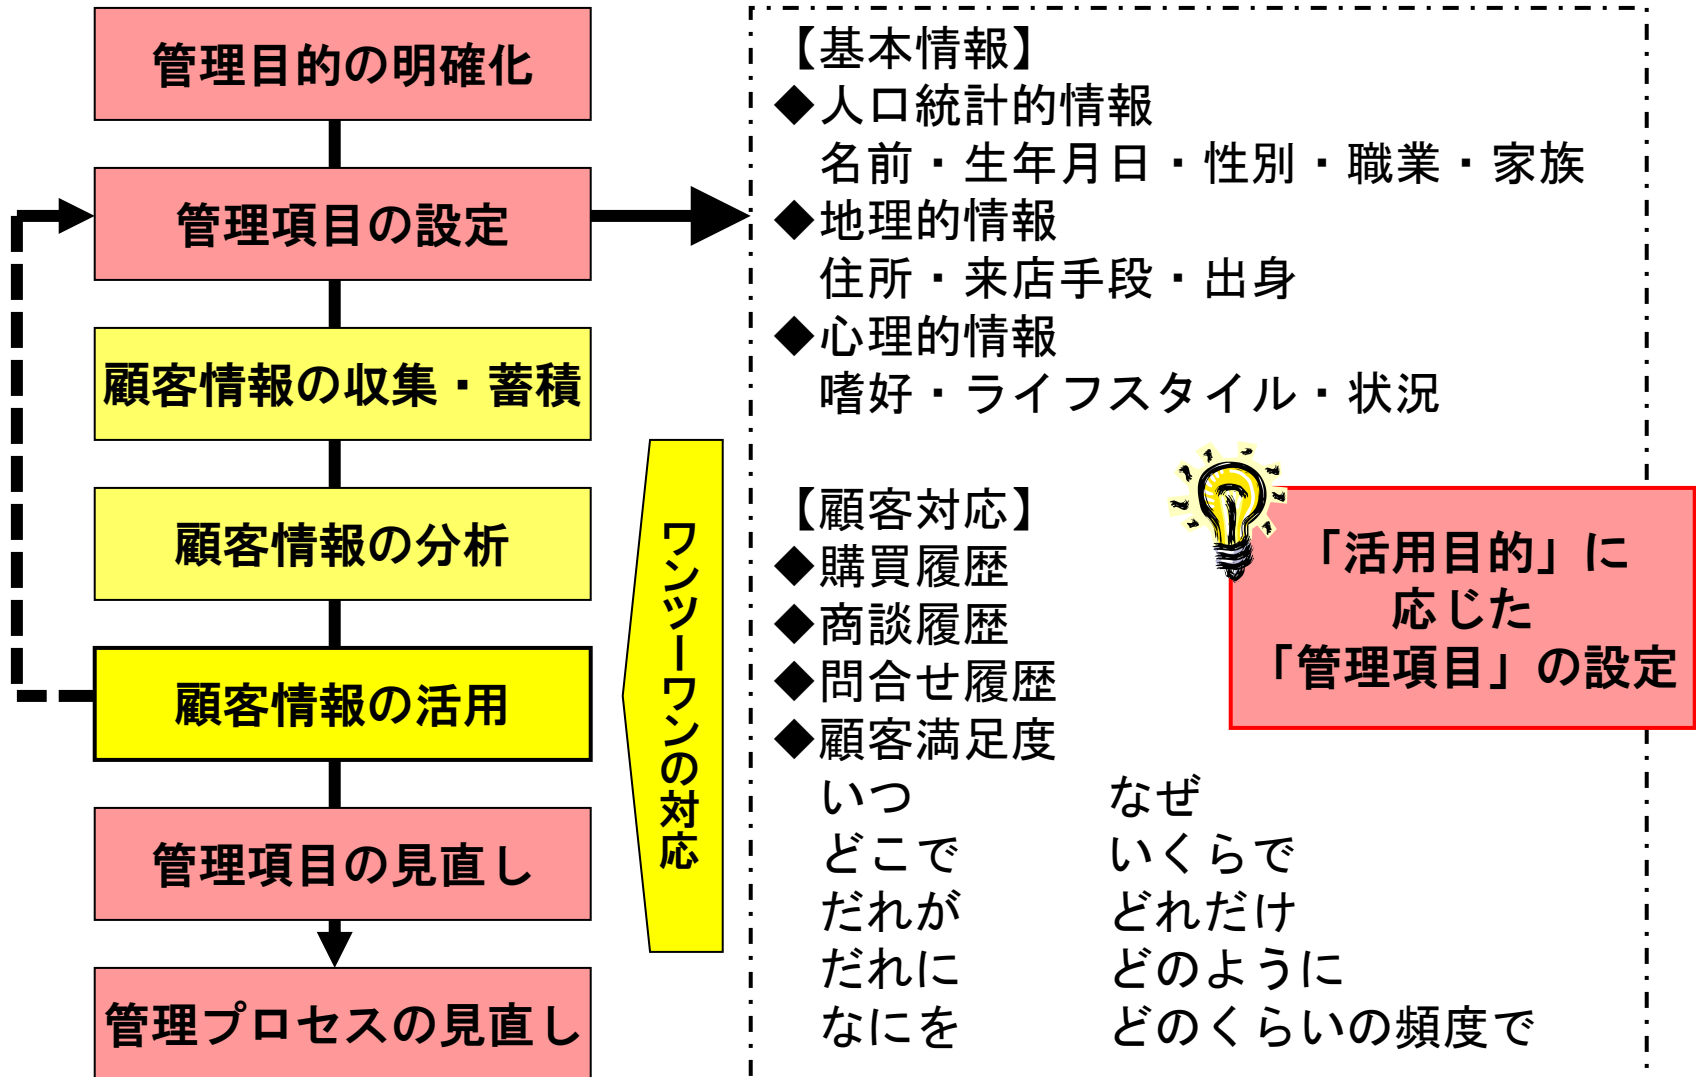 管理目的の明確化
管理項目の設定
顧客情報の収集・蓄積
顧客情報の分析
顧客情報の活用
管理項目の見直し
管理プロセスの見直し
ワンツーワンの対応
【基本情報】
◆人口統計的情報
名前・生年月日・性別・職業・家族
◆地理的情報
住所・来店手段・出身
◆心理的情報
嗜好・ライフスタイル・状況
【顧客対応】
◆購買履歴
◆商談履歴
◆問合せ履歴
◆顧客満足度
いつ なぜ
どこで いくらで
だれが どれだけ
だれに どのように
なにを どのくらいの頻度で
「活用目的」に
応じた
「管理項目」の設定